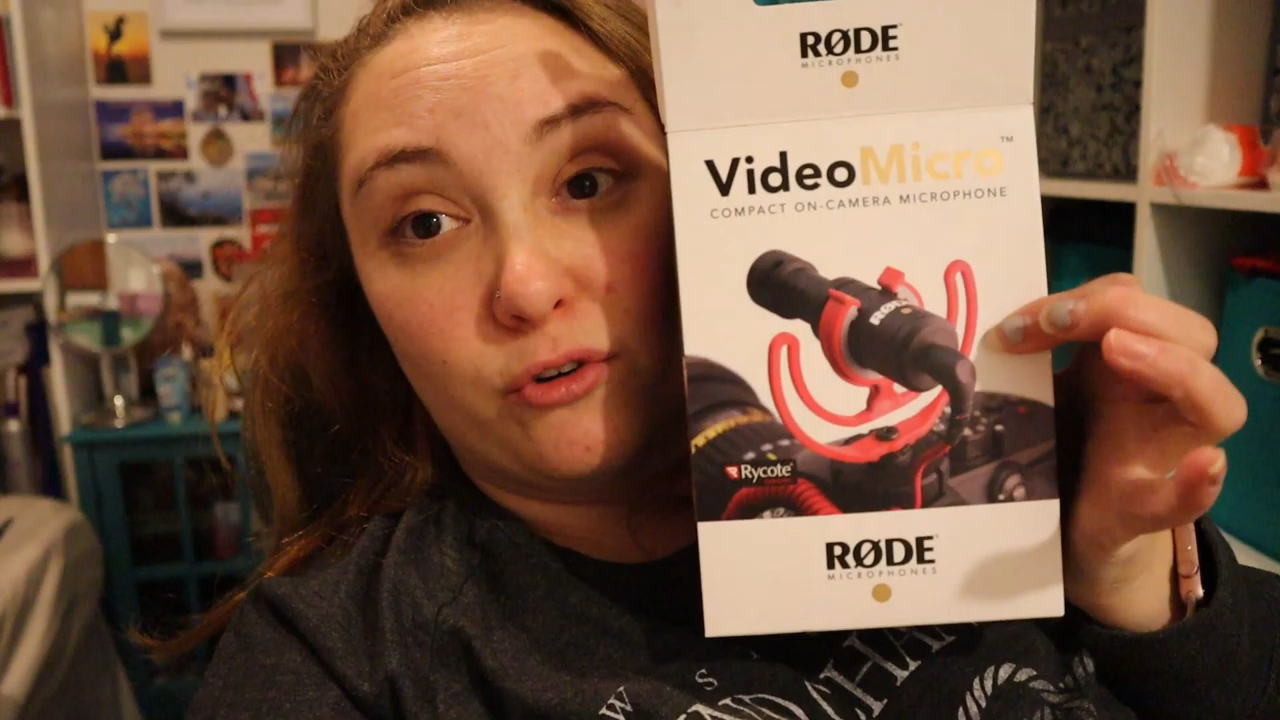 RØDE
MICROPHONES
VideoMicro™
COMPACT ON-CAMERA MICROPHONE
RØDE
Rycote
RØDE
MICROPHONES
W S